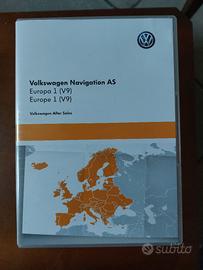 Volkswagen Navigation AS
Europa 1 (V9)
Europe 1 (V9)
Volkswagen After Sales
subito